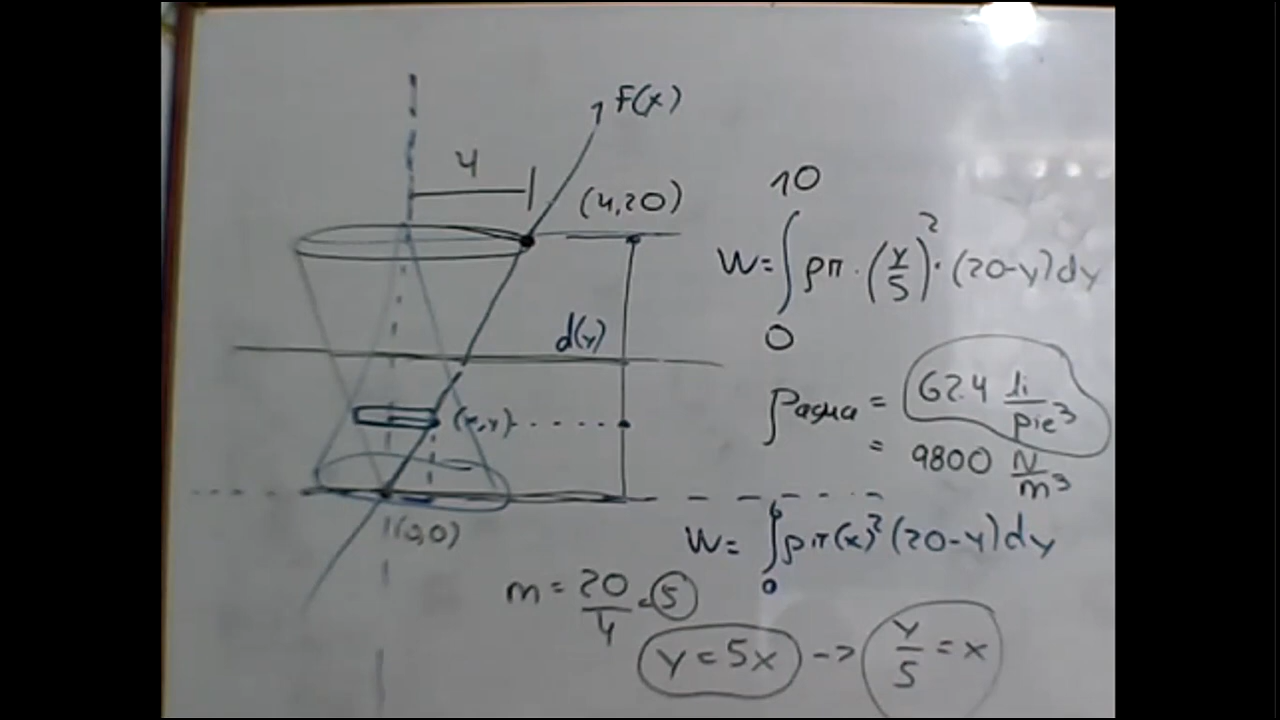 F(x)
4
(4,20)
10
W=∫ρπ·(y/5)²·(20-y)dy
0
d(y)
ρagua = 62.4 li/pie³
= 9800 N/m³
(x,y)
(0,0)
W= ∫ρπ(x)²(20-y)dy
0
m = 20/4 = 5
y = 5x -> y/5 = x